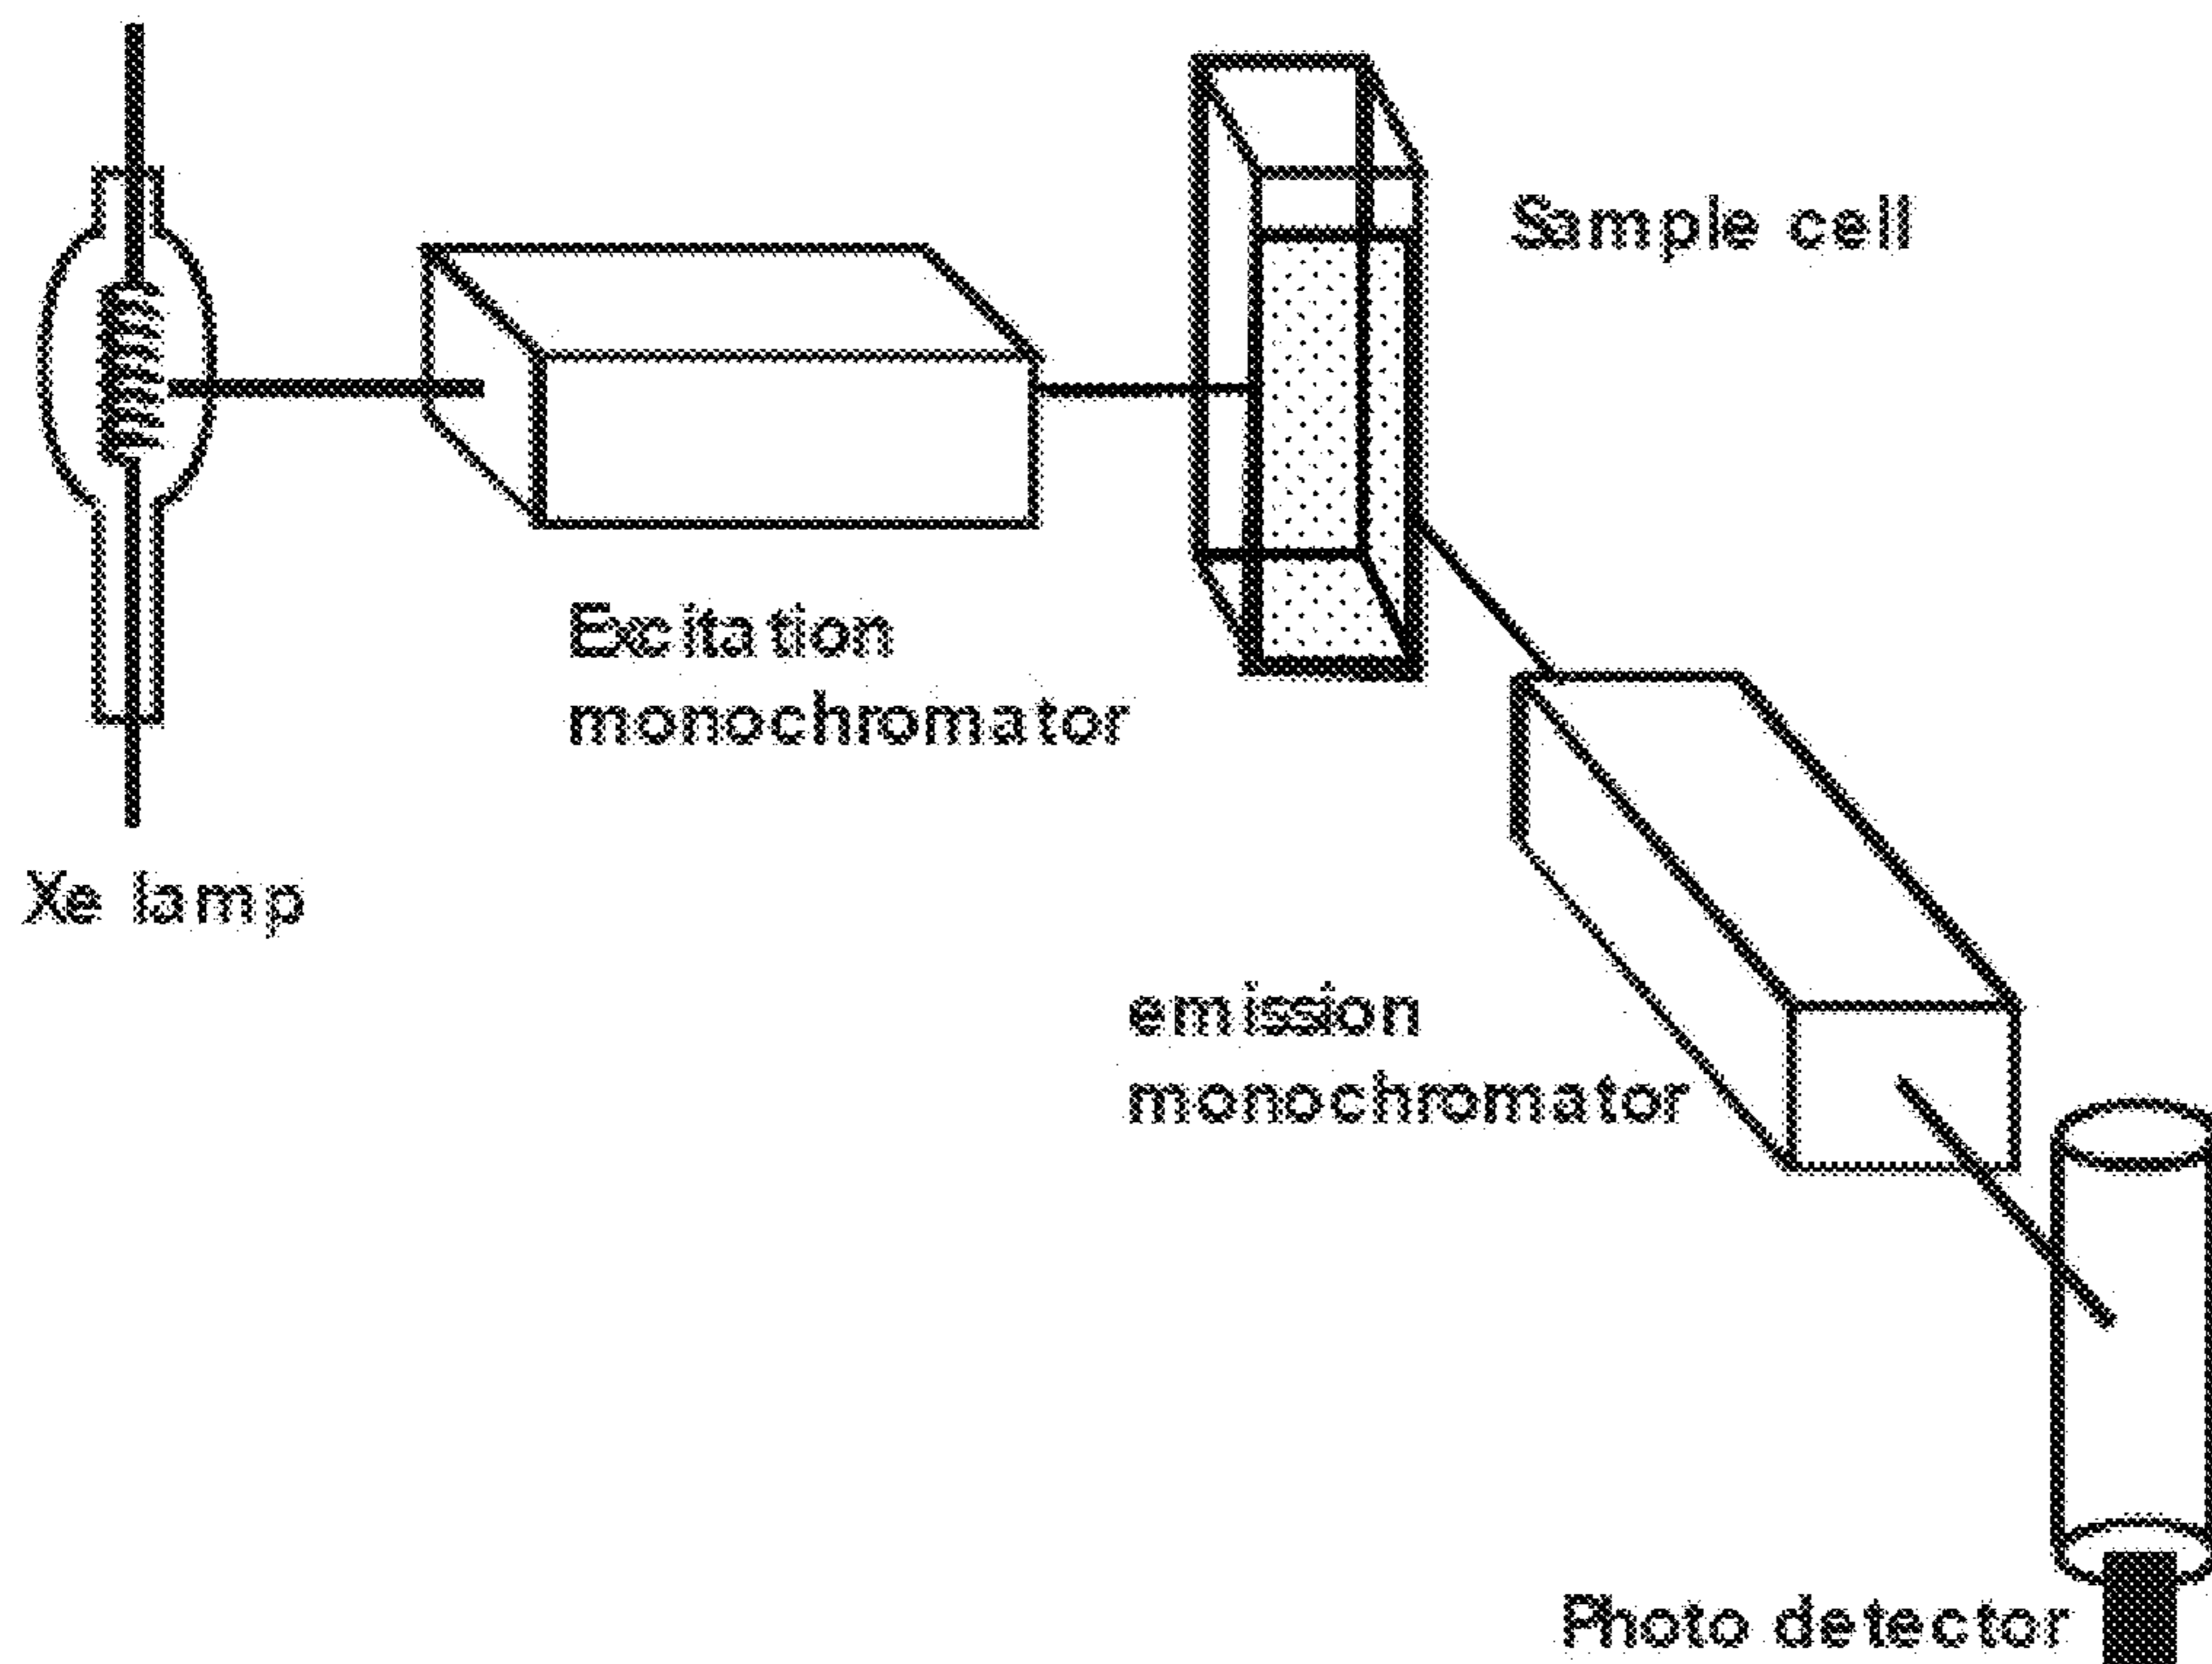 Sample cell
Excitation
monochromator
Xe lamp
emission
monochromator
Photo detector